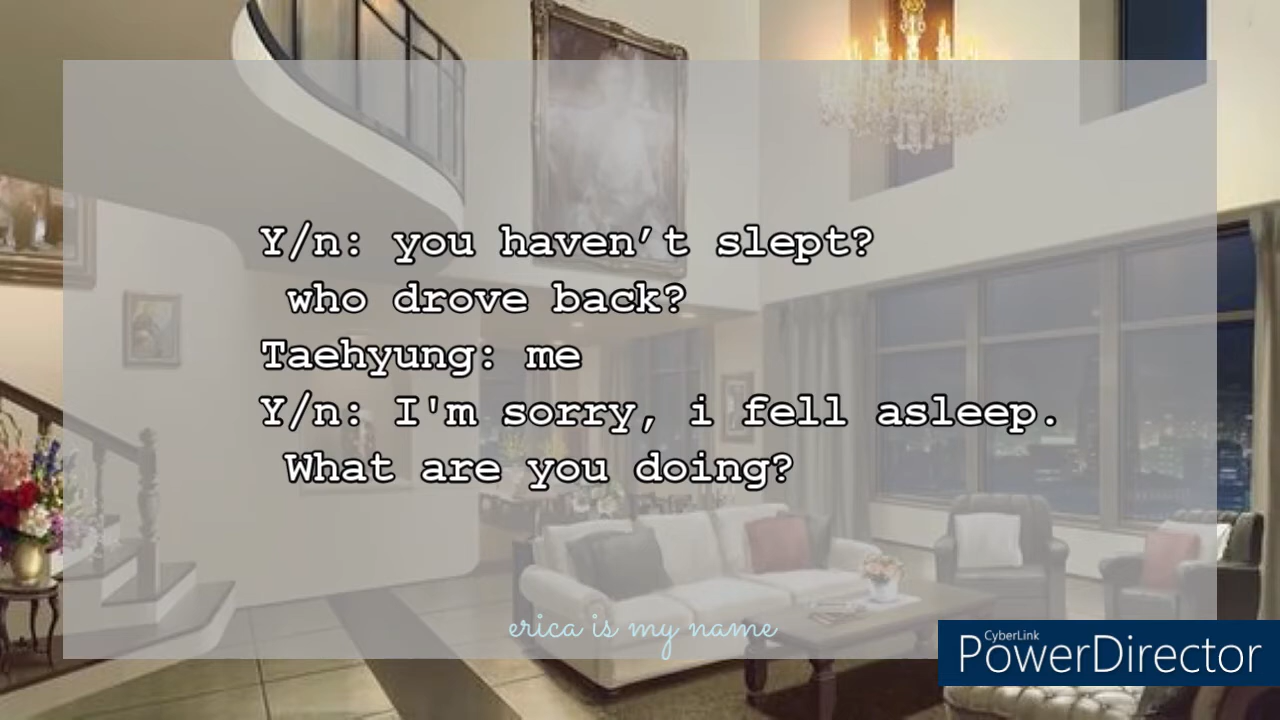 Y/n: you haven’t slept?
who drove back?
Taehyung: me
Y/n: I'm sorry, i fell asleep.
What are you doing?
erica is my name
CyberLink
PowerDirector